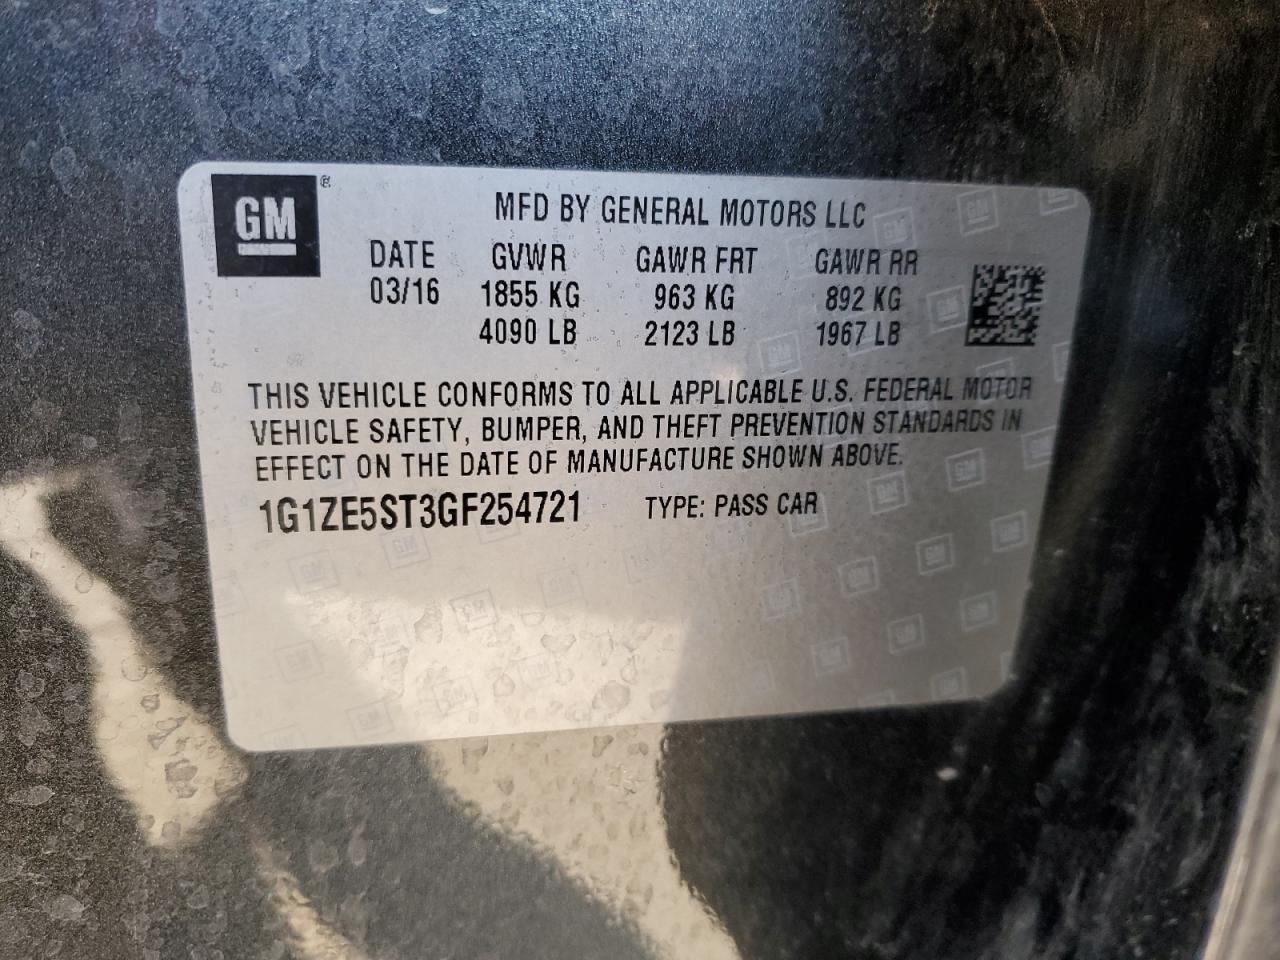 GM ®
MFD BY GENERAL MOTORS LLC
DATE GVWR GAWR FRT GAWR RR
03/16 1855 KG 963 KG 892 KG
4090 LB 2123 LB 1967 LB
THIS VEHICLE CONFORMS TO ALL APPLICABLE U.S. FEDERAL MOTOR
VEHICLE SAFETY, BUMPER, AND THEFT PREVENTION STANDARDS IN
EFFECT ON THE DATE OF MANUFACTURE SHOWN ABOVE.
1G1ZE5ST3GF254721 TYPE: PASS CAR